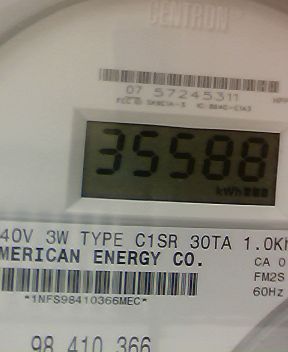 CENTRON
07 57245311
35588
kWh
40V 3W TYPE C1SR 30TA 1.0Kh
MERICAN ENERGY CO.
CA 0
FM2S
60Hz
*1NFS98410366MEC*
98 410 366